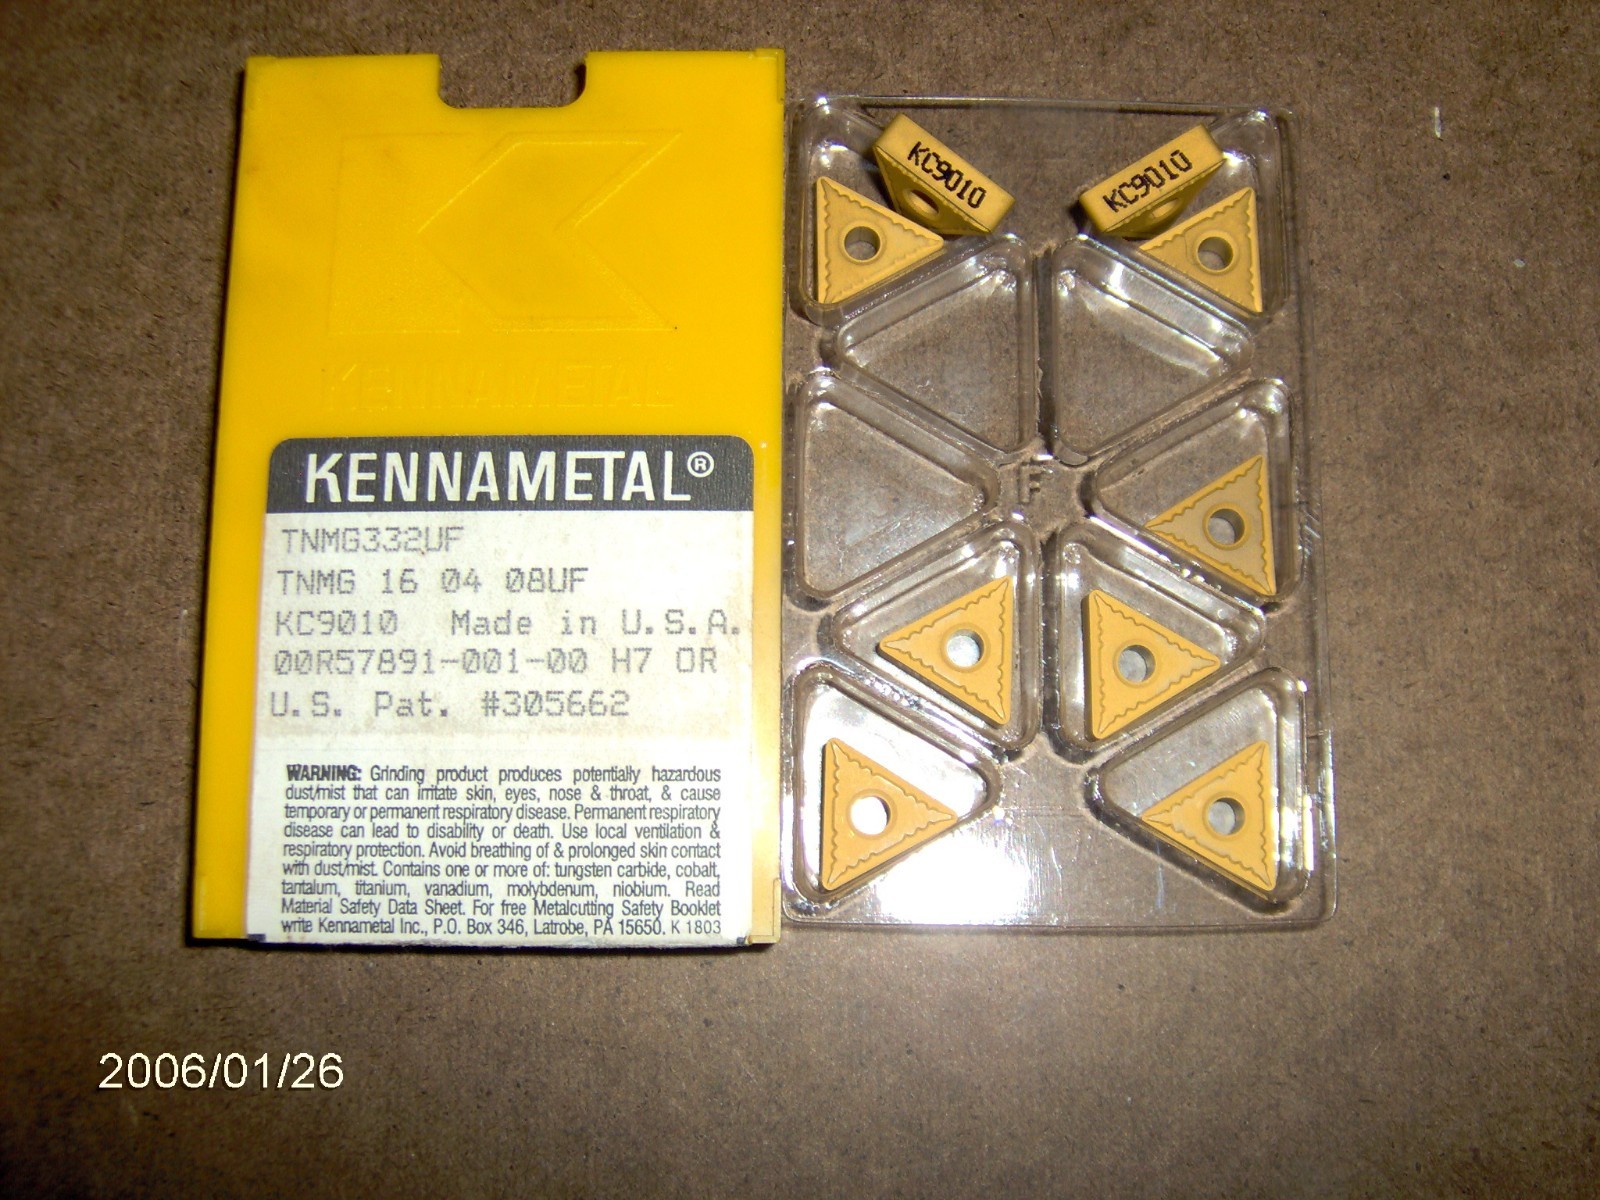 KENNAMETAL
KENNAMETAL®
TNMG332UF
TNMG 16 04 08UF
KC9010 Made in U.S.A.
00R57891-001-00 H7 OR
U.S. Pat. #305662
WARNING: Grinding product produces potentially hazardous
dust/mist that can irritate skin, eyes, nose & throat, & cause
temporary or permanent respiratory disease. Permanent respiratory
disease can lead to disability or death. Use local ventilation &
respiratory protection. Avoid breathing of & prolonged skin contact
with dust/mist. Contains one or more of: tungsten carbide, cobalt,
tantalum, titanium, vanadium, molybdenum, niobium. Read
Material Safety Data Sheet. For free Metalcutting Safety Booklet
write Kennametal Inc., P.O. Box 346, Latrobe, PA 15650. K 1803
KC9010
KC9010
F
2006/01/26